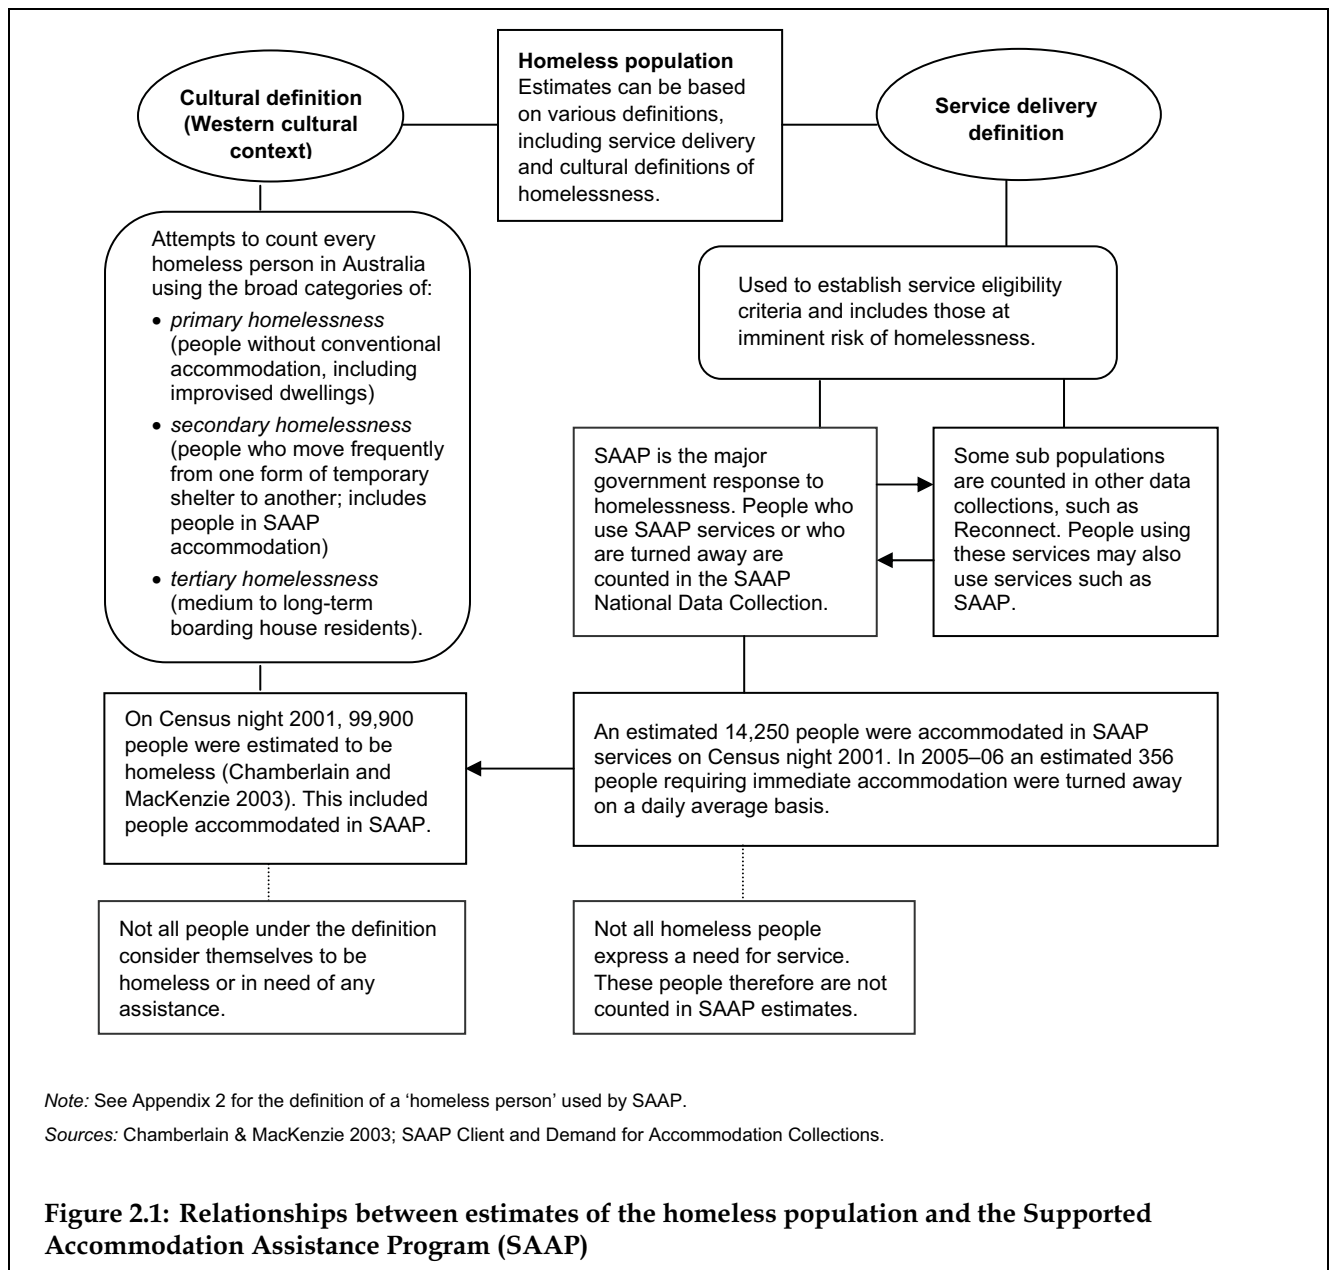 Homeless population
Estimates can be based
on various definitions,
including service delivery
and cultural definitions of
homelessness.
Cultural definition
(Western cultural
context)
Service delivery
definition
Attempts to count every
homeless person in Australia
using the broad categories of:
• primary homelessness
(people without conventional
accommodation, including
improvised dwellings)
• secondary homelessness
(people who move frequently
from one form of temporary
shelter to another; includes
people in SAAP
accommodation)
• tertiary homelessness
(medium to long-term
boarding house residents).
Used to establish service eligibility
criteria and includes those at
imminent risk of homelessness.
SAAP is the major
government response to
homelessness. People who
use SAAP services or who
are turned away are
counted in the SAAP
National Data Collection.
Some sub populations
are counted in other data
collections, such as
Reconnect. People using
these services may also
use services such as
SAAP.
On Census night 2001, 99,900
people were estimated to be
homeless (Chamberlain and
MacKenzie 2003). This included
people accommodated in SAAP.
An estimated 14,250 people were accommodated in SAAP
services on Census night 2001. In 2005–06 an estimated 356
people requiring immediate accommodation were turned away
on a daily average basis.
Not all people under the definition
consider themselves to be
homeless or in need of any
assistance.
Not all homeless people
express a need for service.
These people therefore are not
counted in SAAP estimates.
Note: See Appendix 2 for the definition of a ‘homeless person’ used by SAAP.
Sources: Chamberlain & MacKenzie 2003; SAAP Client and Demand for Accommodation Collections.
Figure 2.1: Relationships between estimates of the homeless population and the Supported
Accommodation Assistance Program (SAAP)